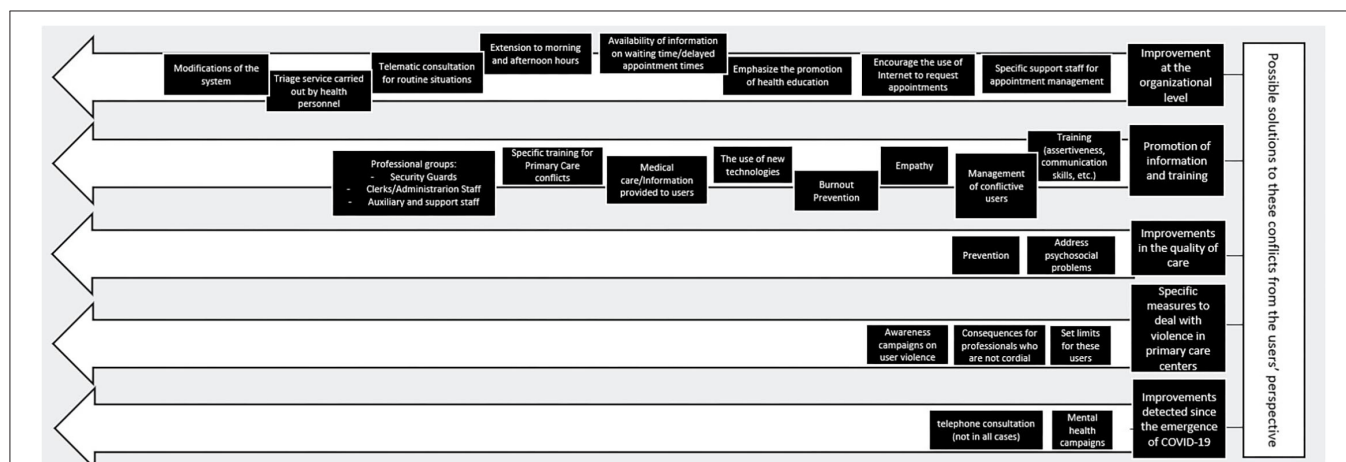 Modifications of the
system
Triage service carried
out by health
personnel
Telematic consultation
for routine situations
Extension to morning
and afternoon hours
Availability of information
on waiting time/delayed
appointment times
Emphasize the promotion
of health education
Encourage the use of
Internet to request
appointments
Specific support staff for
appointment management
Improvement
at the
organizational
level
Professional groups:
- Security Guards
- Clerks/Administrarion Staff
- Auxiliary and support staff
Specific training for
Primary Care
conflicts
Medical
care/Information
provided to users
The use of new
technologies
Burnout
Prevention
Empathy
Management
of conflictive
users
Training
(assertiveness,
communication
skills, etc.)
Promotion of
information
and training
Prevention
Address
psychosocial
problems
Improvements
in the quality of
care
Awareness
campaigns on
user violence
Consequences for
professionals who
are not cordial
Set limits
for these
users
Specific
measures to
deal with
violence in
primary care
centers
telephone consultation
(not in all cases)
Mental
health
campaigns
Improvements
detected since
the emergence
of COVID-19
Possible solutions to these conflicts from the users' perspective